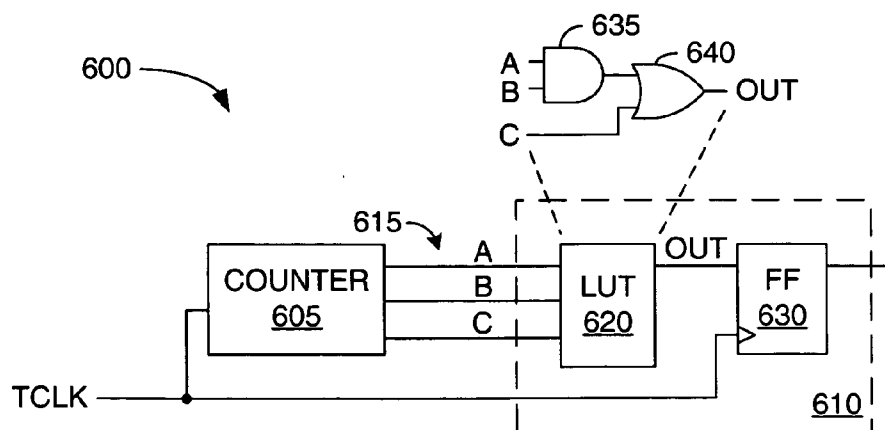 635
640
600
A
B
OUT
C
615
A
OUT
COUNTER
605
B
LUT
620
FF
630
C
TCLK
610